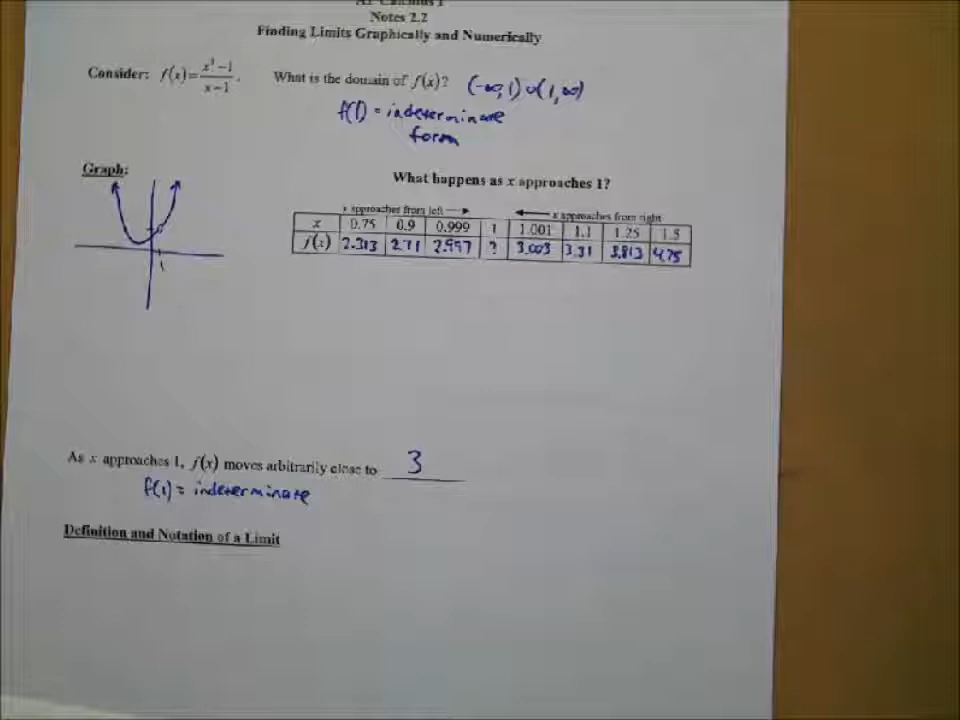 AP Calculus I
Notes 2.2
Finding Limits Graphically and Numerically
Consider: f(x) = x³-1 / x-1 . What is the domain of f(x)? (-∞,1)∪(1,∞)
f(1) = indeterminate
form
Graph:
What happens as x approaches 1?
x approaches from left → ← x approaches from right
x 0.75 0.9 0.999 1 1.001 1.1 1.25 1.5
f(x) 2.313 2.71 2.997 ? 3.003 3.31 3.813 4.75
1
As x approaches 1, f(x) moves arbitrarily close to 3
f(1) = indeterminate
Definition and Notation of a Limit